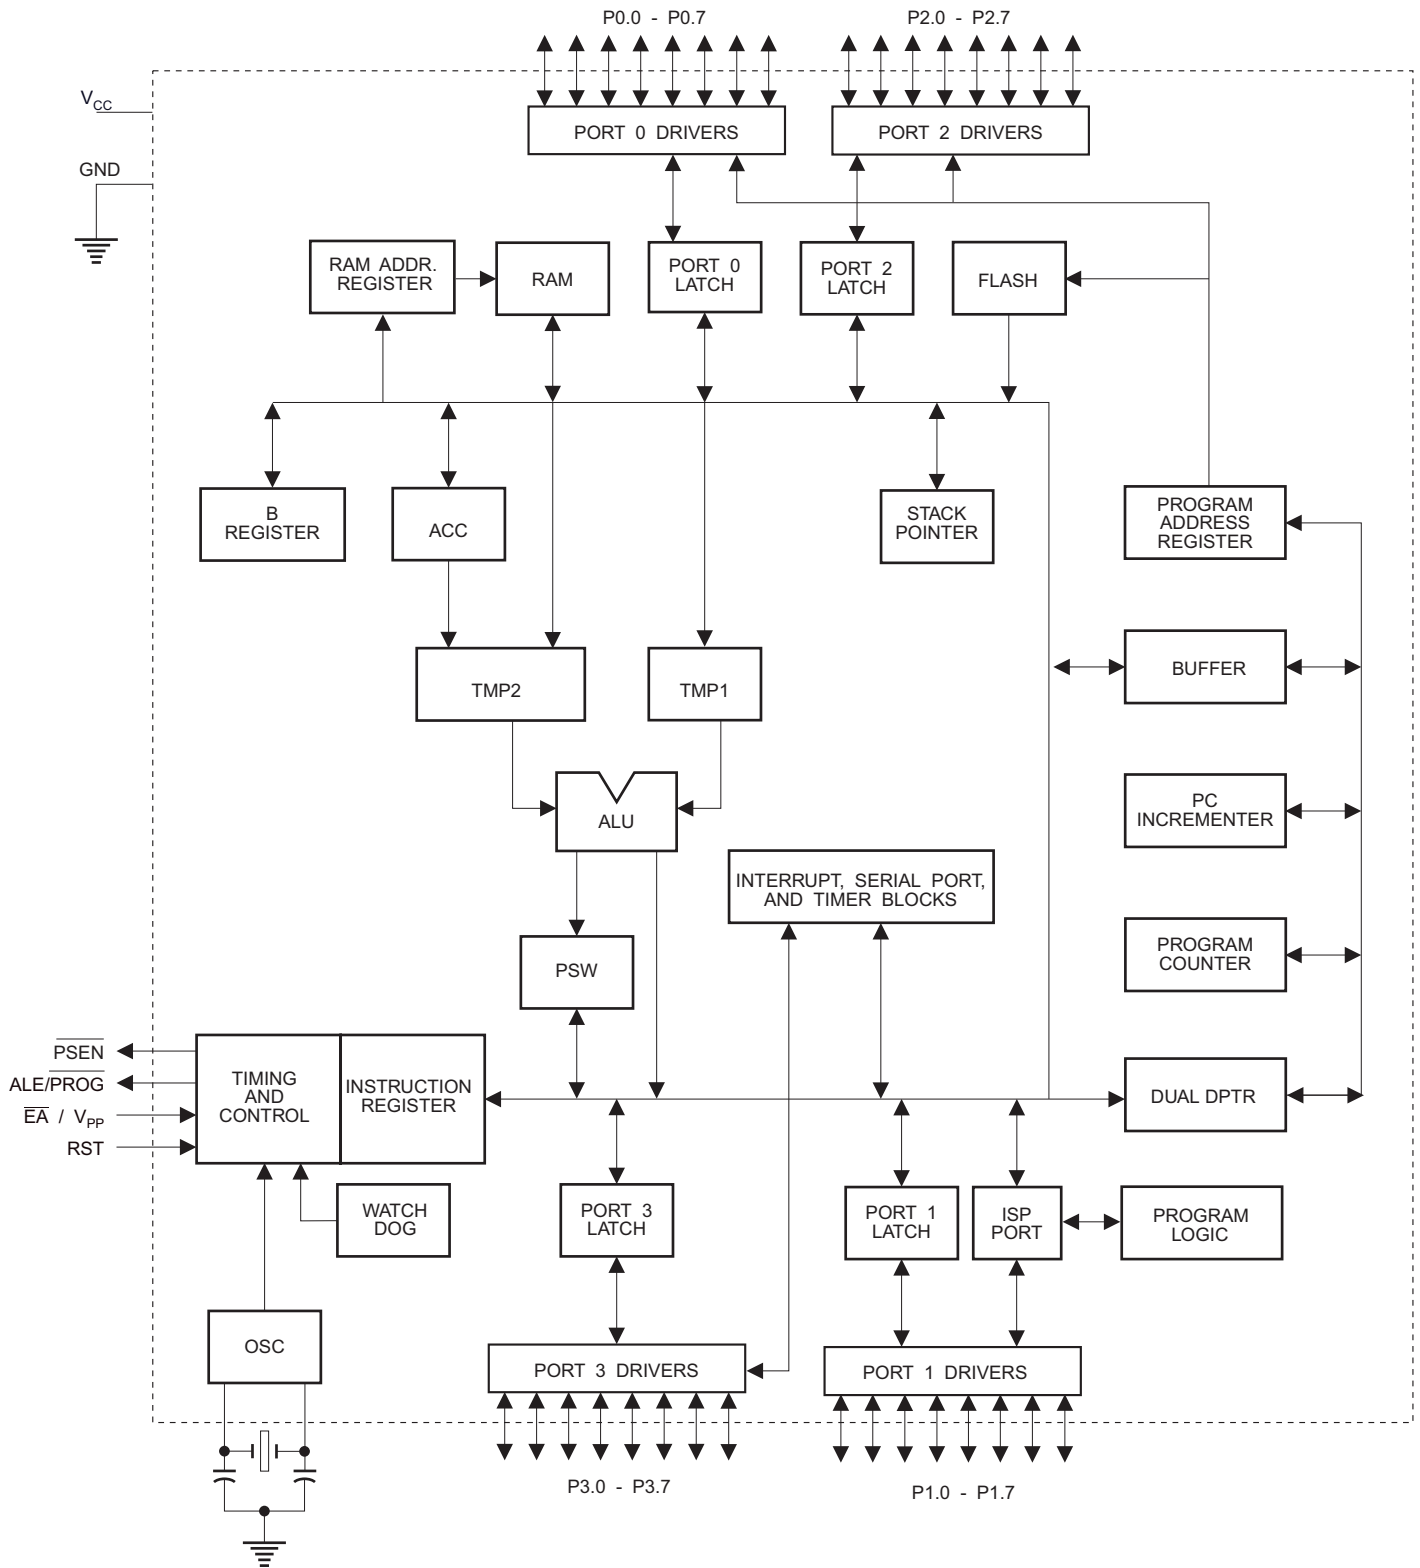 P0.0 - P0.7
P2.0 - P2.7
VCC
PORT 0 DRIVERS
PORT 2 DRIVERS
GND
RAM ADDR.
REGISTER
RAM
PORT 0
LATCH
PORT 2
LATCH
FLASH
B
REGISTER
ACC
STACK
POINTER
PROGRAM
ADDRESS
REGISTER
BUFFER
TMP2
TMP1
PC
INCREMENTER
ALU
INTERRUPT, SERIAL PORT,
AND TIMER BLOCKS
PROGRAM
COUNTER
PSW
PSEN
ALE/PROG
EA / VPP
RST
TIMING
AND
CONTROL
INSTRUCTION
REGISTER
DUAL DPTR
WATCH
DOG
PORT 3
LATCH
PORT 1
LATCH
ISP
PORT
PROGRAM
LOGIC
OSC
PORT 3 DRIVERS
PORT 1 DRIVERS
P3.0 - P3.7
P1.0 - P1.7